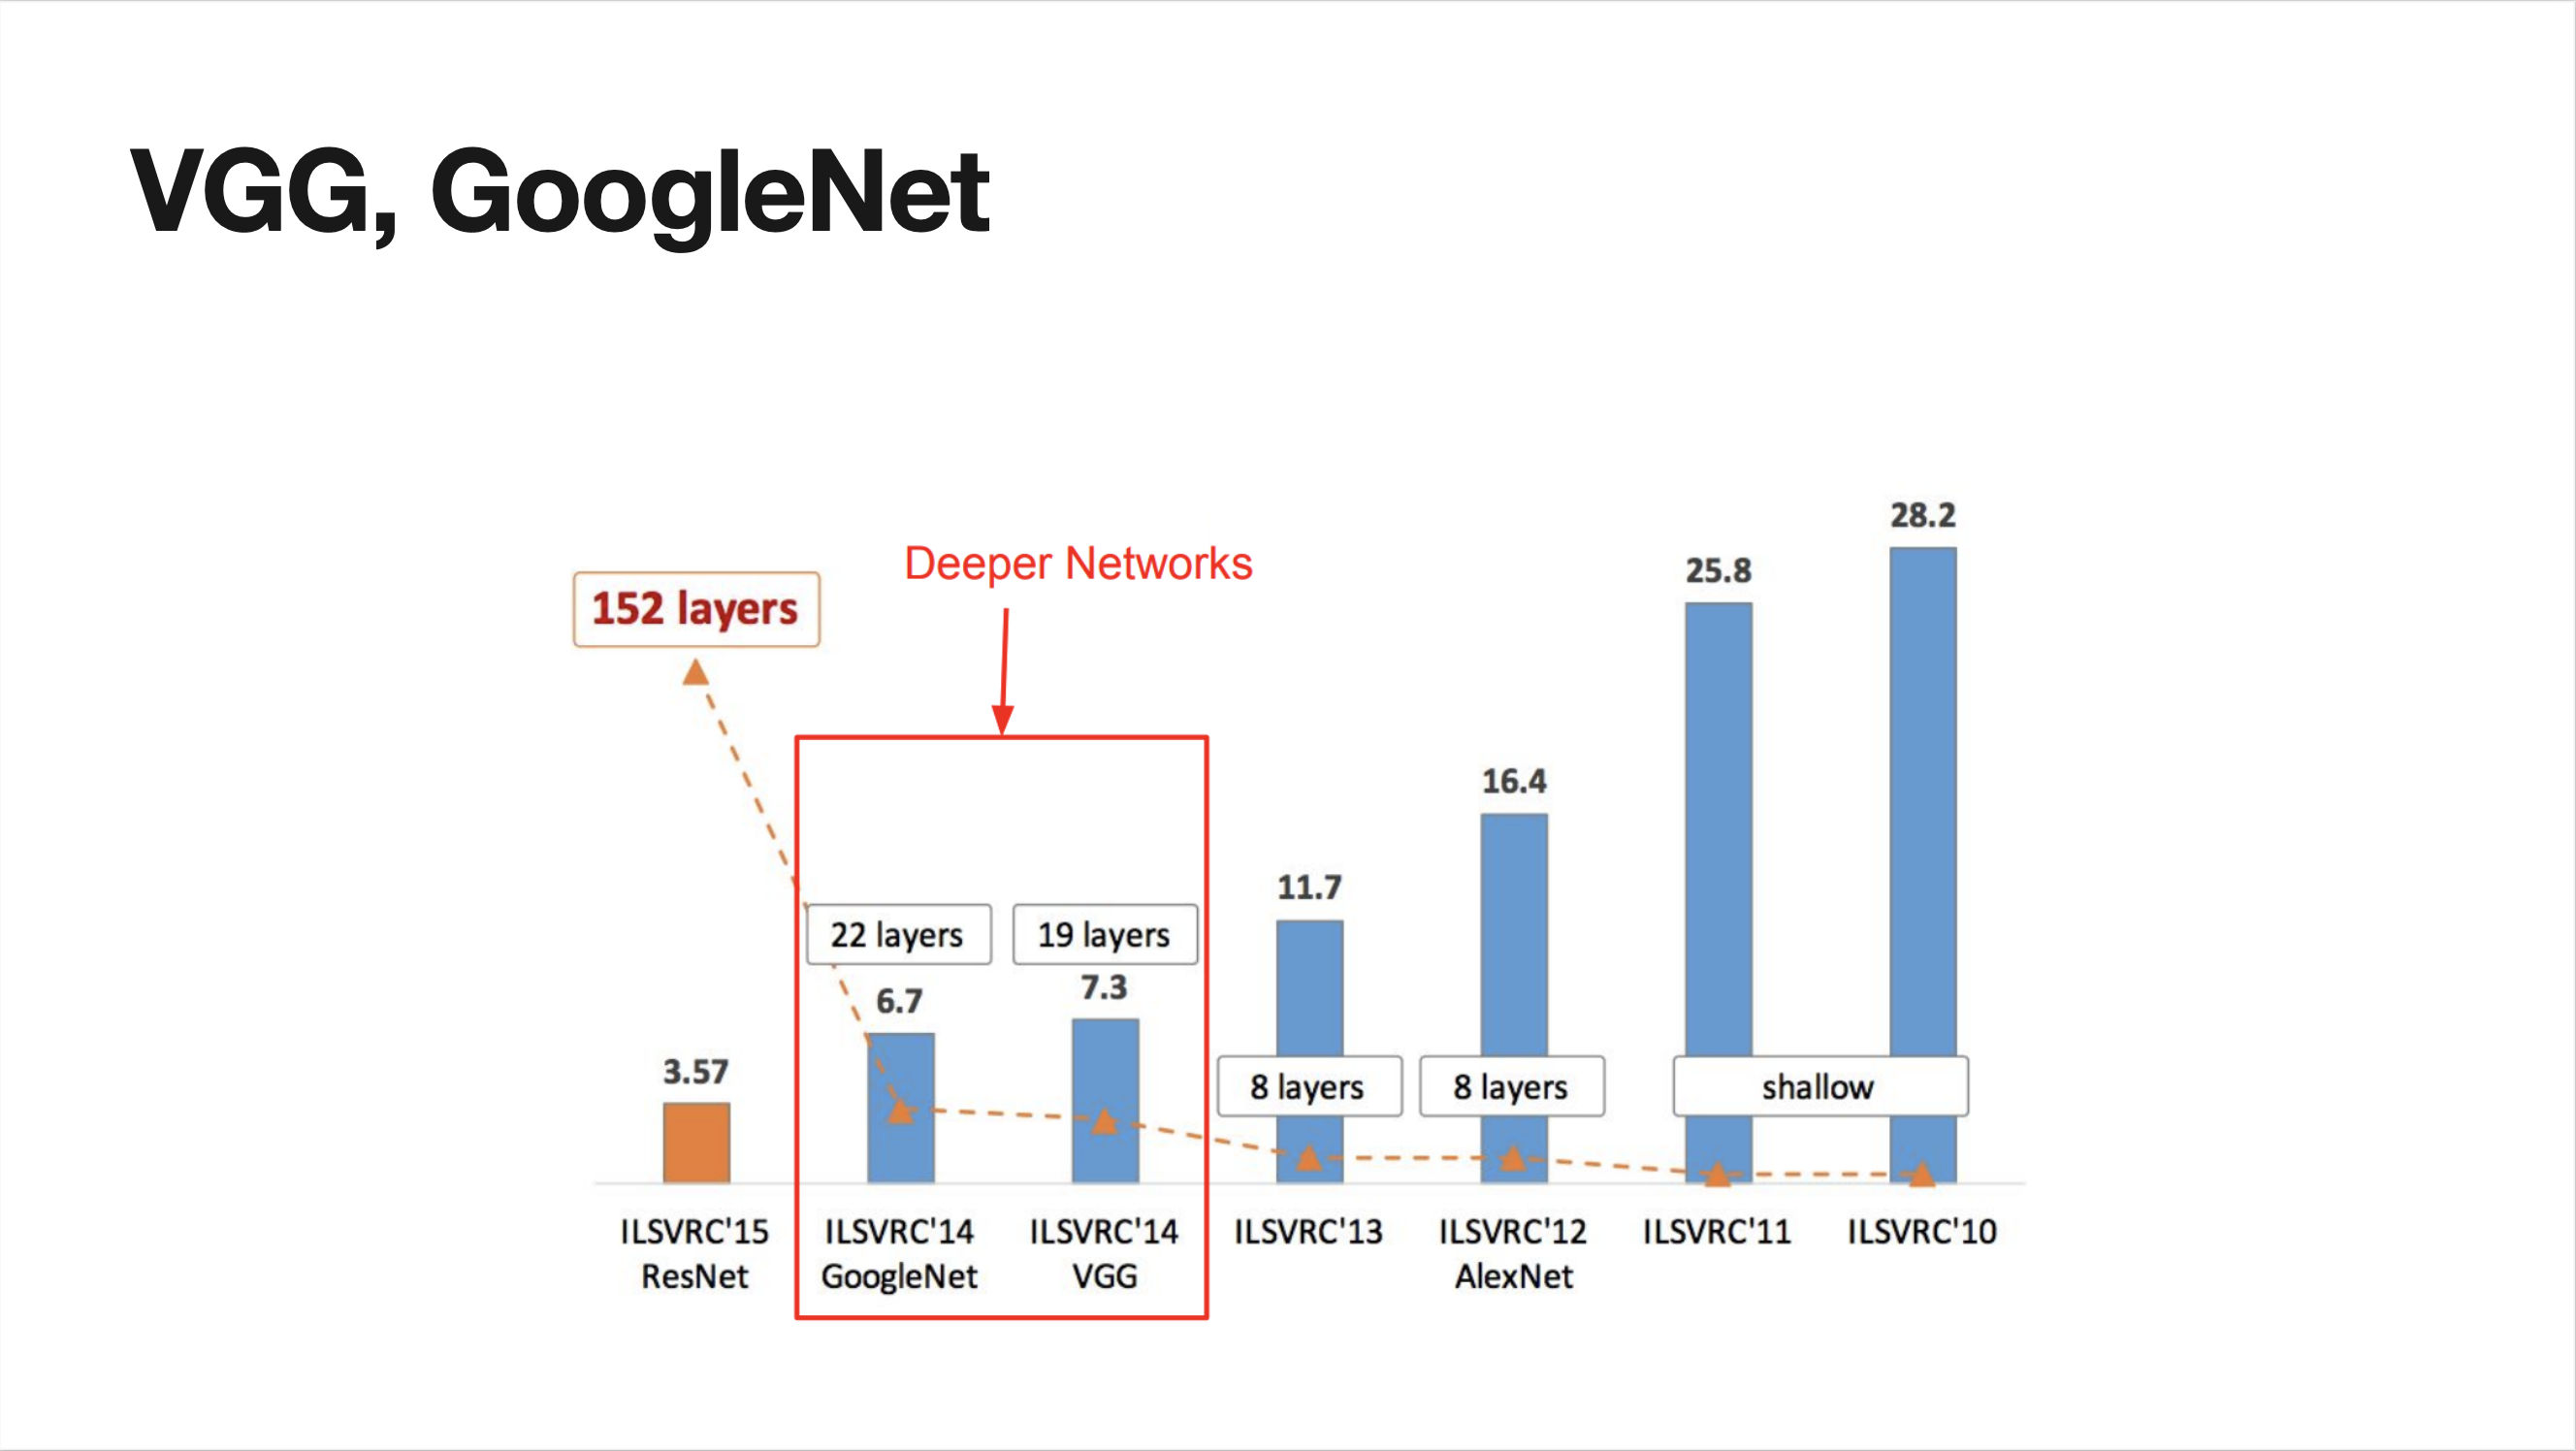 VGG, GoogleNet
Deeper Networks
152 layers
28.2
25.8
16.4
11.7
22 layers
19 layers
6.7
7.3
3.57
8 layers
8 layers
shallow
ILSVRC'15
ResNet
ILSVRC'14
GoogleNet
ILSVRC'14
VGG
ILSVRC'13
ILSVRC'12
AlexNet
ILSVRC'11
ILSVRC'10